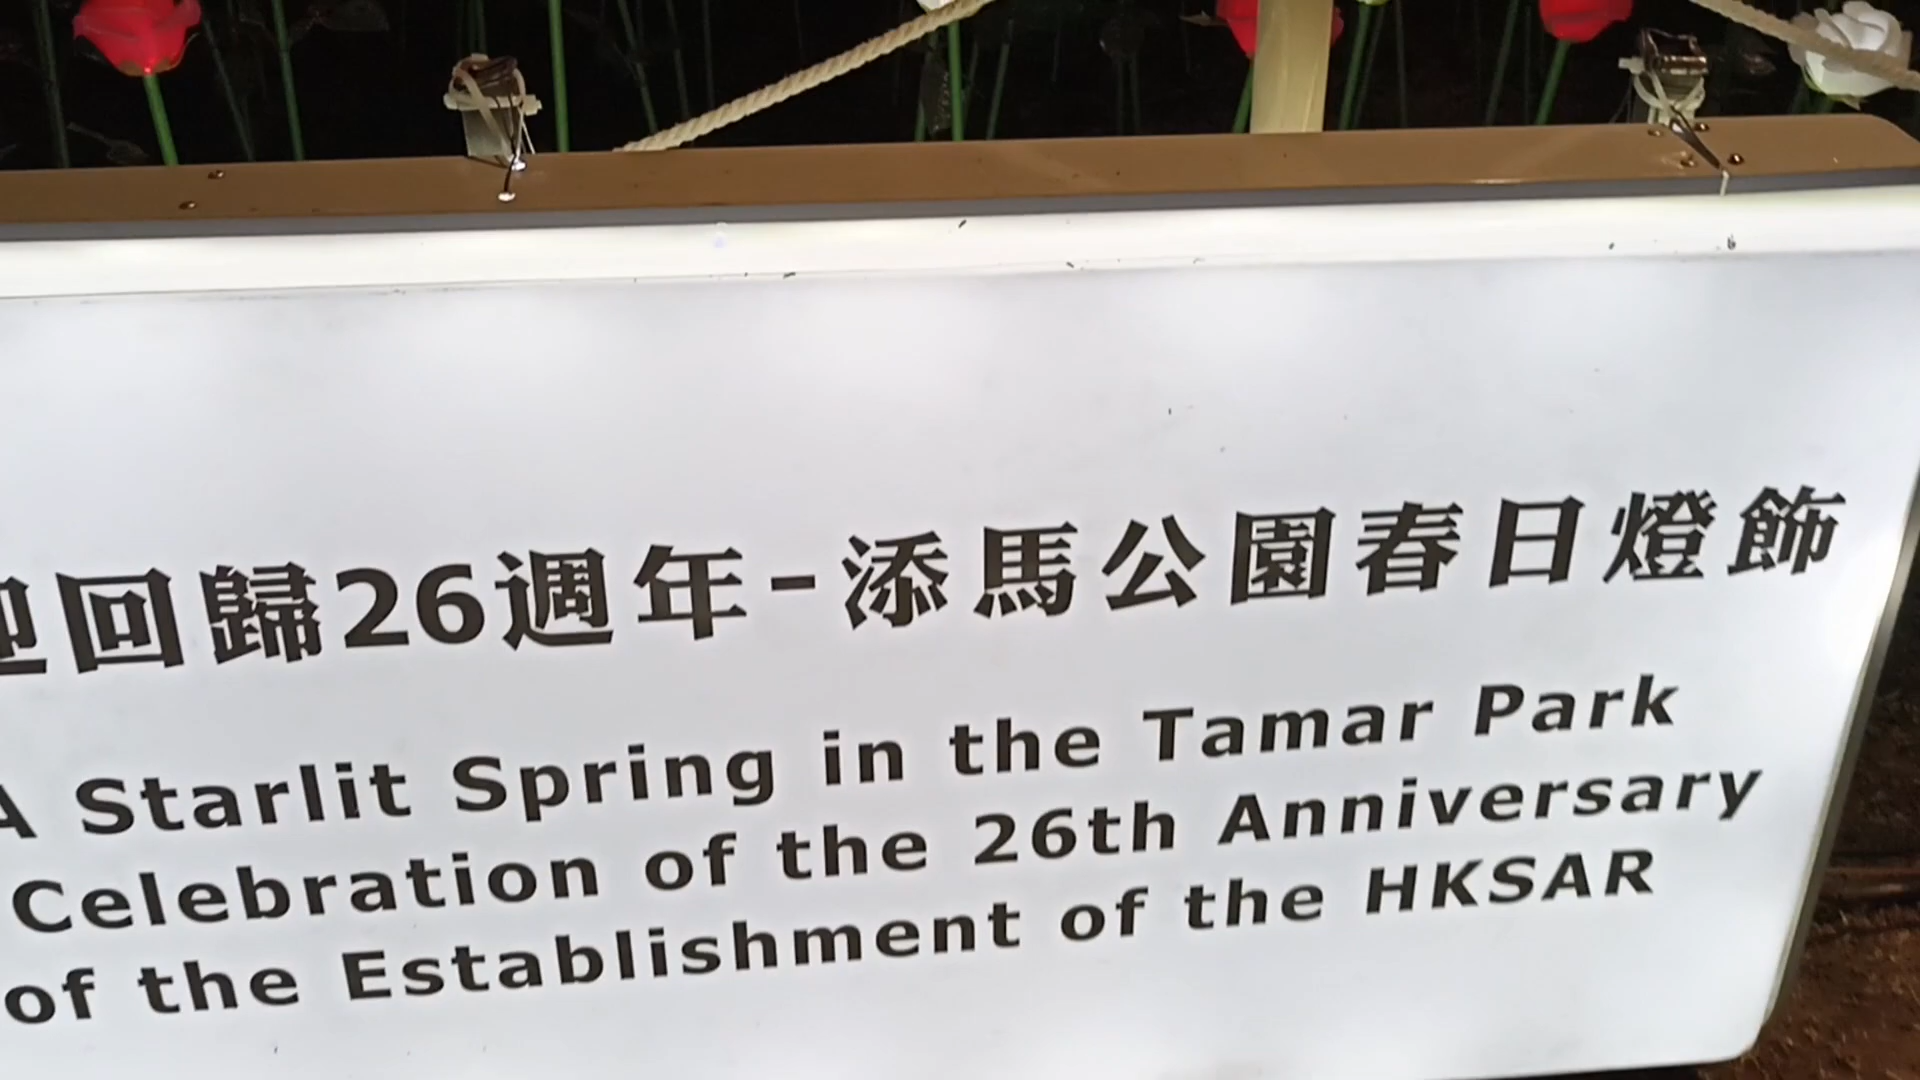 回歸26週年-添馬公園春日燈飾
A Starlit Spring in the Tamar Park
Celebration of the 26th Anniversary
of the Establishment of the HKSAR